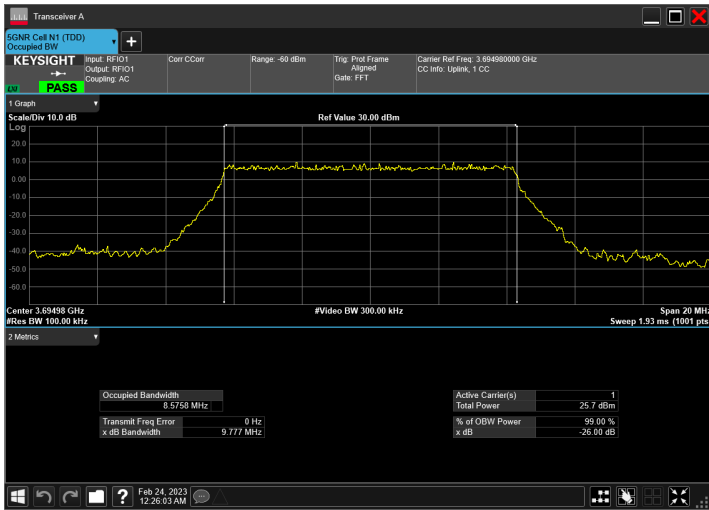 Transceiver A
5GNR Cell N1 (TDD)
Occupied BW
KEYSIGHT
PASS
Input: RFIO1
Output: RFIO1
Coupling: AC
Corr CCorr
Range: -60 dBm
Trig: Prot Frame
Aligned
Gate: FFT
Carrier Ref Freq: 3.694980000 GHz
CC Info: Uplink, 1 CC
1 Graph
Scale/Div 10.0 dB
Ref Value 30.00 dBm
Log
20.0
10.0
0.00
-10.0
-20.0
-30.0
-40.0
-50.0
-60.0
Center 3.69498 GHz
#Video BW 300.00 kHz
Span 20 MHz
#Res BW 100.00 kHz
Sweep 1.93 ms (1001 pts
2 Metrics
Occupied Bandwidth
8.5758 MHz
Transmit Freq Error 0 Hz
x dB Bandwidth 9.777 MHz
Active Carrier(s) 1
Total Power 25.7 dBm
% of OBW Power 99.00 %
x dB -26.00 dB
Feb 24, 2023
12:26:03 AM